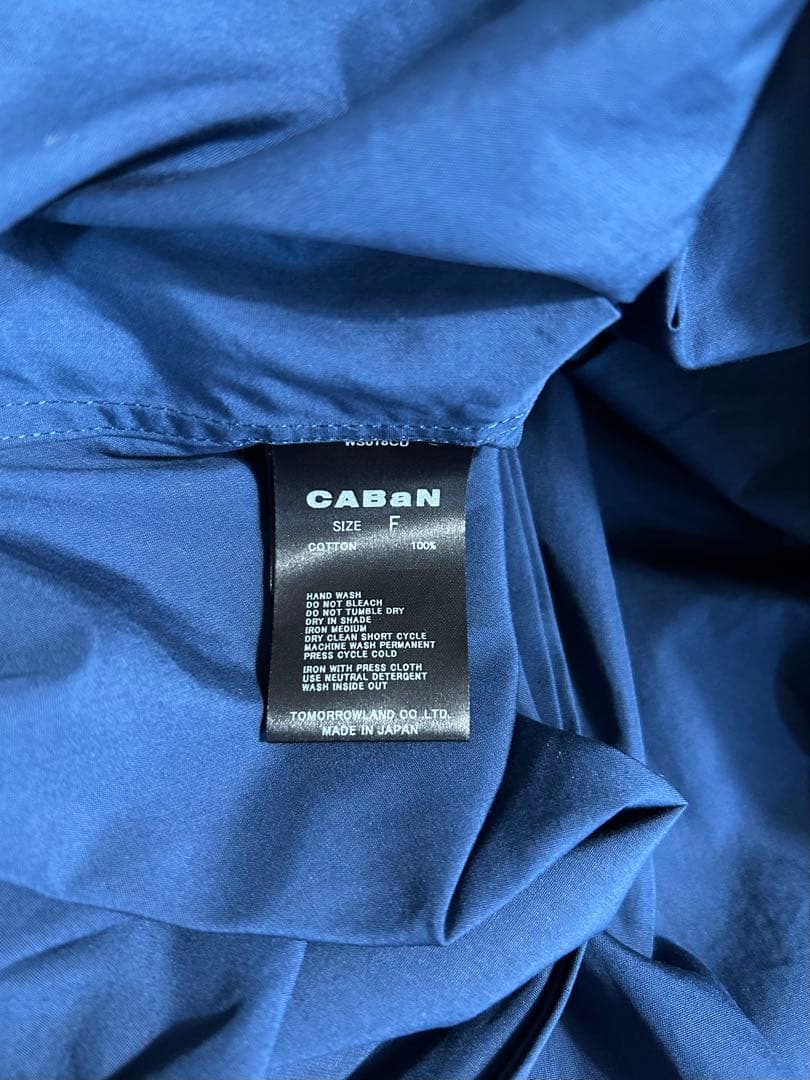 CABaN
SIZE F
COTTON 100%
HAND WASH
DO NOT BLEACH
DO NOT TUMBLE DRY
DRY IN SHADE
IRON MEDIUM
DRY CLEAN SHORT CYCLE
MACHINE WASH PERMANENT
PRESS CYCLE COLD
IRON WITH PRESS CLOTH
USE NEUTRAL DETERGENT
WASH INSIDE OUT
TOMORROWLAND CO.,LTD.
MADE IN JAPAN